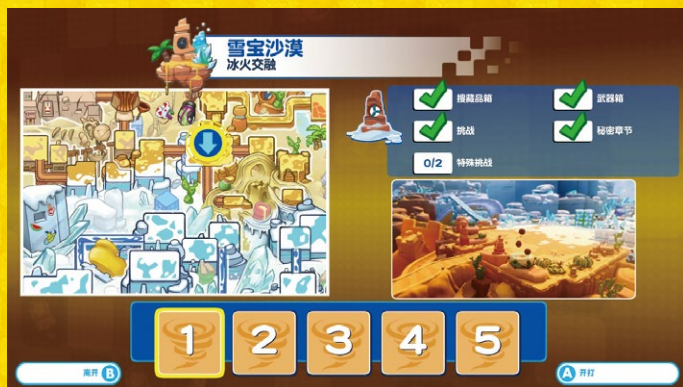 雪宝沙漠
冰火交融
搜藏品箱
武器箱
挑战
秘密章节
0/2 特殊挑战
1 2 3 4 5
离开 B
A 开打